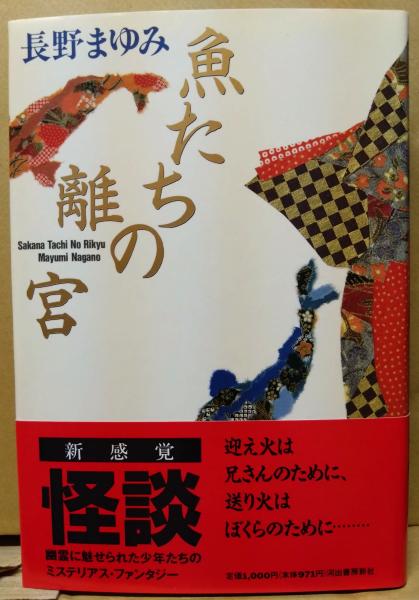 長野まゆみ
魚たちの
離宮
Sakana Tachi No Rikyu
Mayumi Nagano
新感覚
怪談
幽霊に魅せられた少年たちの
ミステリアス・ファンタジー
迎え火は
兄さんのために、
送り火は
ぼくらのために………
定価1,000円(本体971円)河出書房新社